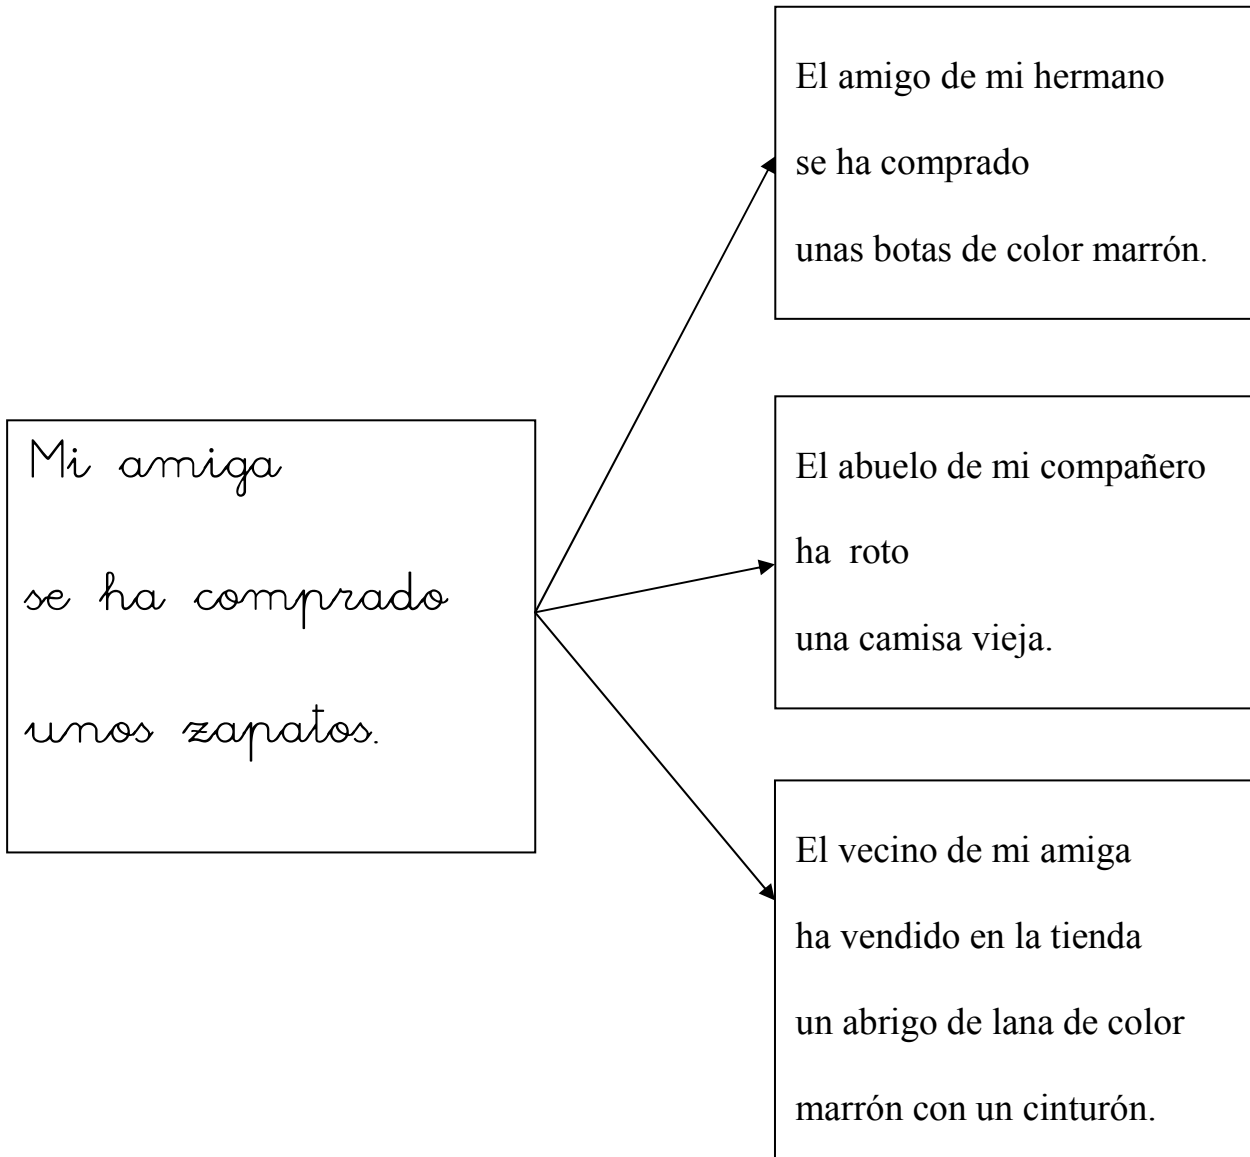 Mi amiga
se ha comprado
unos zapatos.
El amigo de mi hermano
se ha comprado
unas botas de color marrón.
El abuelo de mi compañero
ha roto
una camisa vieja.
El vecino de mi amiga
ha vendido en la tienda
un abrigo de lana de color
marrón con un cinturón.